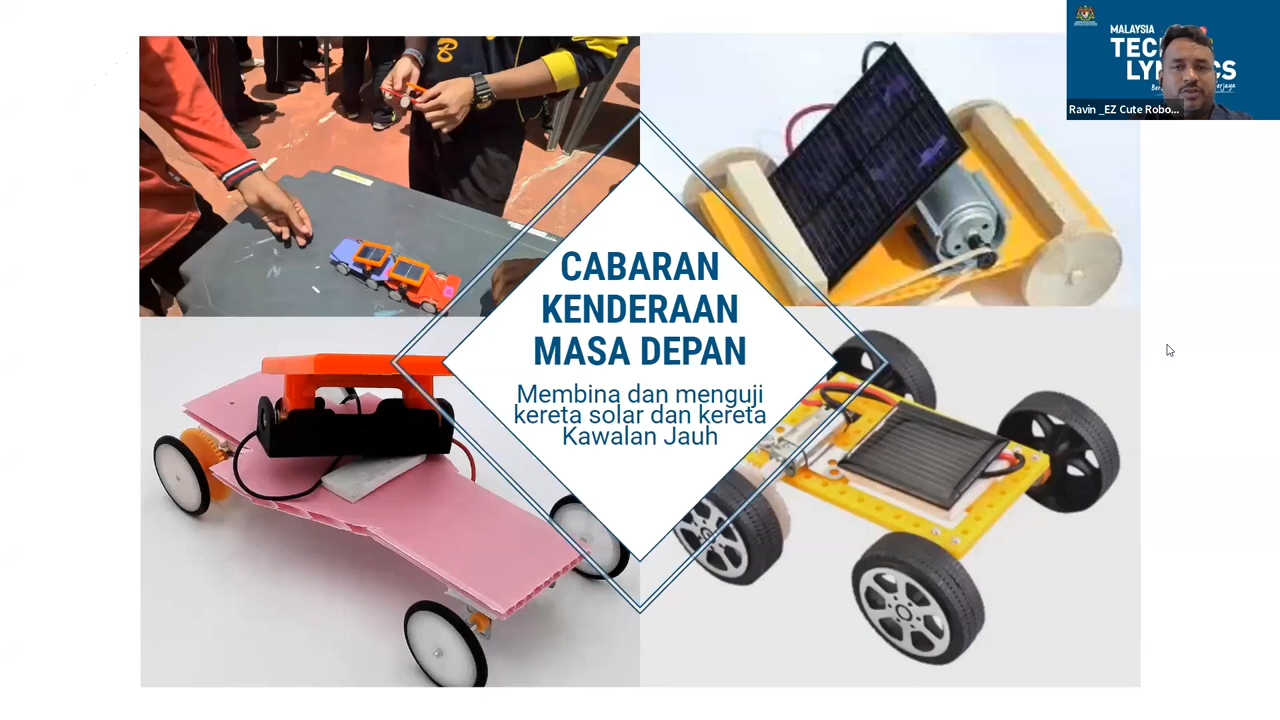 CABARAN
KENDERAAN
MASA DEPAN
Membina dan menguji
kereta solar dan kereta
Kawalan Jauh
MALAYSIA
Ravin _EZ Cute Robo...